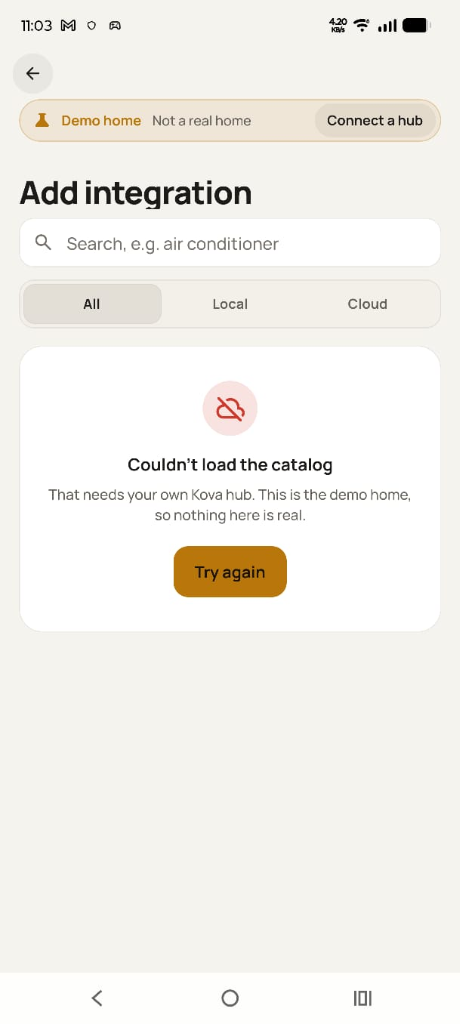 11:03
4.20
KB/s
Demo home Not a real home Connect a hub
Add integration
Search, e.g. air conditioner
All Local Cloud
Couldn't load the catalog
That needs your own Kova hub. This is the demo home,
so nothing here is real.
Try again